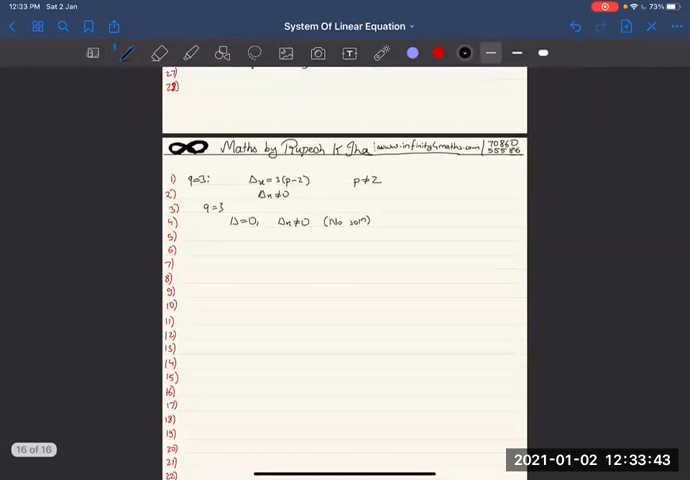 12:33 PM Sat 2 Jan
73%
System Of Linear Equation
27)
28)
Maths by Rupesh K Jha | www.infinity4maths.com | 70860 55586
1) q=3: Δx = 3(p-2) p≠2
2) Δx≠0
3) q=3
4) Δ=0, Δx≠0 (No soln)
5)
6)
7)
8)
9)
10)
11)
12)
13)
14)
15)
16)
17)
18)
19)
20)
21)
22)
16 of 16
2021-01-02 12:33:43